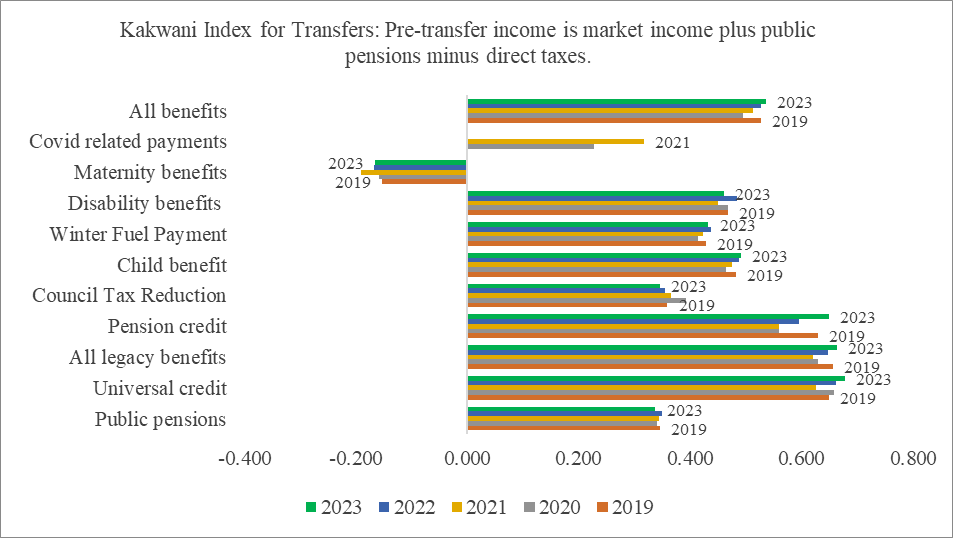 Kakwani Index for Transfers: Pre-transfer income is market income plus public
pensions minus direct taxes.
All benefits
2023
2019
Covid related payments
2021
Maternity benefits
2023
2019
Disability benefits
2023
2019
Winter Fuel Payment
2023
2019
Child benefit
2023
2019
Council Tax Reduction
2023
2019
Pension credit
2023
2019
All legacy benefits
2023
2019
Universal credit
2023
2019
Public pensions
2023
2019
-0.400 -0.200 0.000 0.200 0.400 0.600 0.800
2023 2022 2021 2020 2019